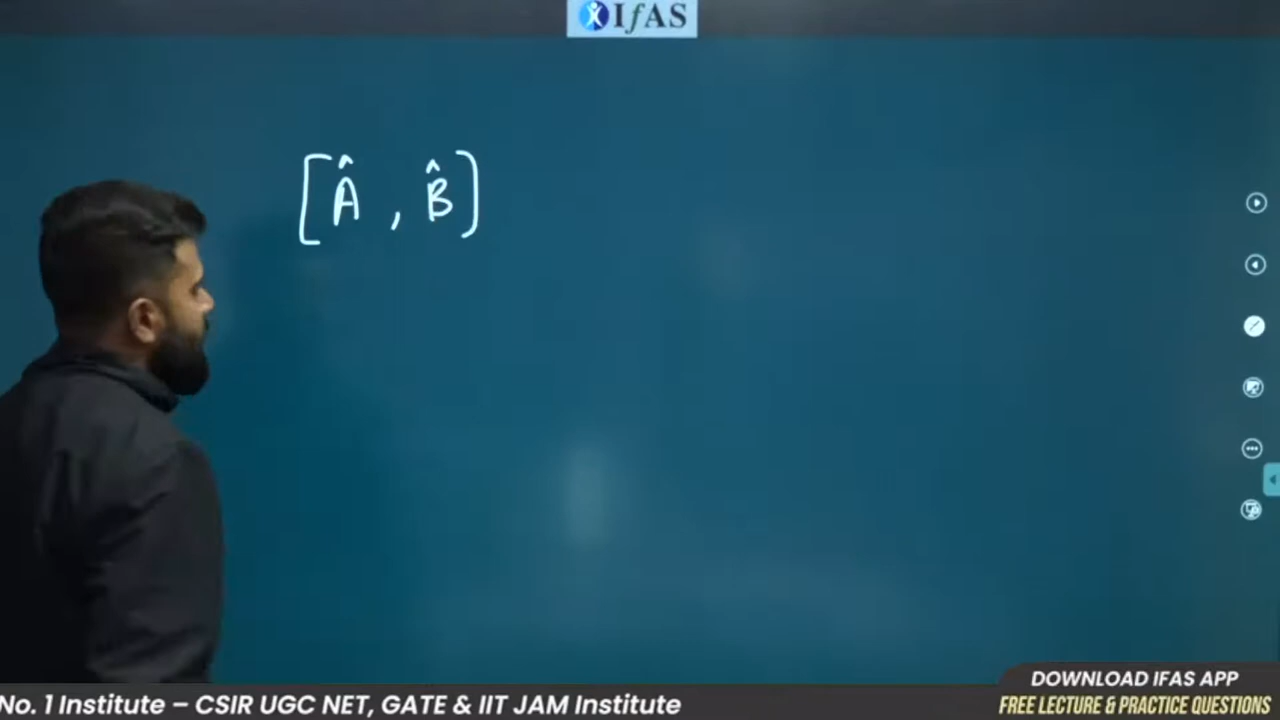 IfAS
[Â , B̂]
DOWNLOAD IFAS APP
No. 1 Institute – CSIR UGC NET, GATE & IIT JAM Institute
FREE LECTURE & PRACTICE QUESTIONS